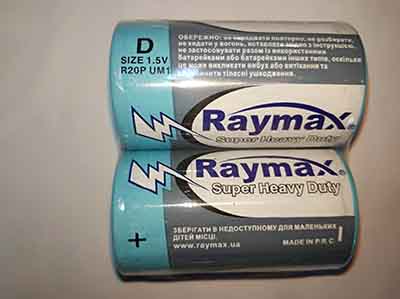 D
SIZE 1.5V
R20P UM1
ОБЕРЕЖНО: не заряджати повторно, не розбирати,
не кидати у вогонь, вставляти згідно з інструкцією,
не застосовувати разом із використаними
батарейками або батарейками інших типів, оскільки
це може викликати вибух або витікання та
тілесні ушкодження.
Raymax
Super Heavy Duty
Raymax®
Super Heavy Duty
+
ЗБЕРІГАТИ В НЕДОСТУПНОМУ ДЛЯ МАЛЕНЬКИХ
ДІТЕЙ МІСЦІ.
www.raymax.ua
MADE IN P.R.C